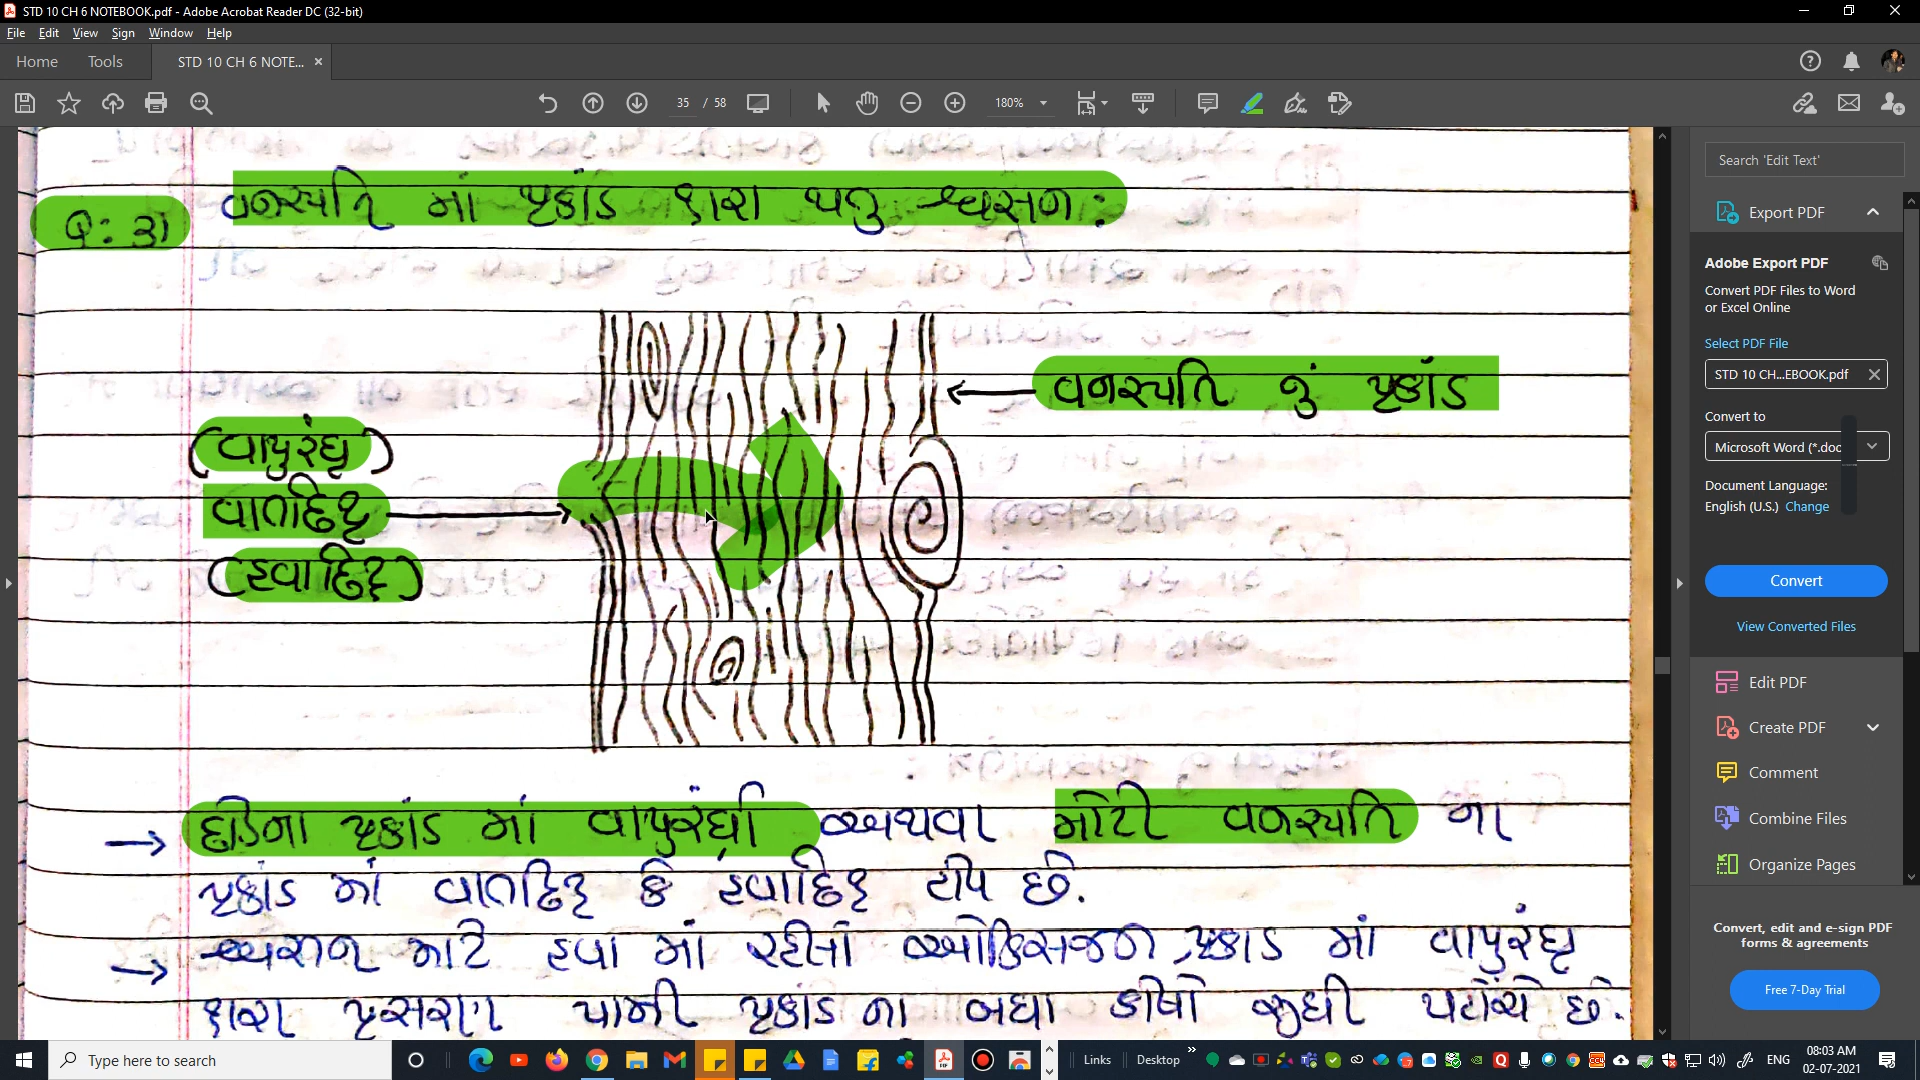 STD 10 CH 6 NOTEBOOK.pdf - Adobe Acrobat Reader DC (32-bit)
File Edit View Sign Window Help
Home Tools STD 10 CH 6 NOTE... ×
35 / 58 180%
Q: ૩૧ વનસ્પતિ માં પ્રકાંડ દ્વારા થતુ શ્વસન :
વનસ્પતિ નું પ્રકાંડ
(વાયુરંધ્ર)
વાતછિદ્ર
(હવાછિદ્ર)
→ છોડના પ્રકાંડ માં વાયુરંધ્રો અથવા મોટી વનસ્પતિ ના
પ્રકાંડ માં વાતછિદ્ર કે હવાછિદ્ર હોય છે.
→ શ્વસન માટે હવા માં રહેલો ઓક્સિજન, પ્રકાંડ માં વાયુરંધ્ર
દ્વારા પ્રસરણ પામી પ્રકાંડ ના બધા કોષો સુધી પહોંચે છે.
Search 'Edit Text'
Export PDF
Adobe Export PDF
Convert PDF Files to Word
or Excel Online
Select PDF File
STD 10 CH...EBOOK.pdf
Convert to
Microsoft Word (*.doc
Document Language:
English (U.S.) Change
Convert
View Converted Files
Edit PDF
Create PDF
Comment
Combine Files
Organize Pages
Convert, edit and e-sign PDF
forms & agreements
Free 7-Day Trial
Type here to search
Links Desktop
ENG
08:03 AM
02-07-2021